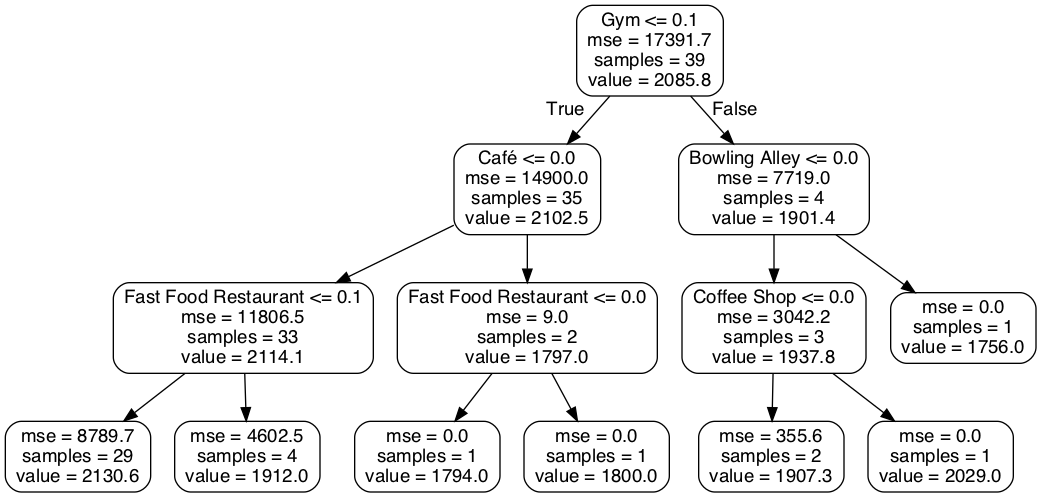 Gym <= 0.1
mse = 17391.7
samples = 39
value = 2085.8
True
False
Café <= 0.0
mse = 14900.0
samples = 35
value = 2102.5
Bowling Alley <= 0.0
mse = 7719.0
samples = 4
value = 1901.4
Fast Food Restaurant <= 0.1
mse = 11806.5
samples = 33
value = 2114.1
Fast Food Restaurant <= 0.0
mse = 9.0
samples = 2
value = 1797.0
Coffee Shop <= 0.0
mse = 3042.2
samples = 3
value = 1937.8
mse = 0.0
samples = 1
value = 1756.0
mse = 8789.7
samples = 29
value = 2130.6
mse = 4602.5
samples = 4
value = 1912.0
mse = 0.0
samples = 1
value = 1794.0
mse = 0.0
samples = 1
value = 1800.0
mse = 355.6
samples = 2
value = 1907.3
mse = 0.0
samples = 1
value = 2029.0